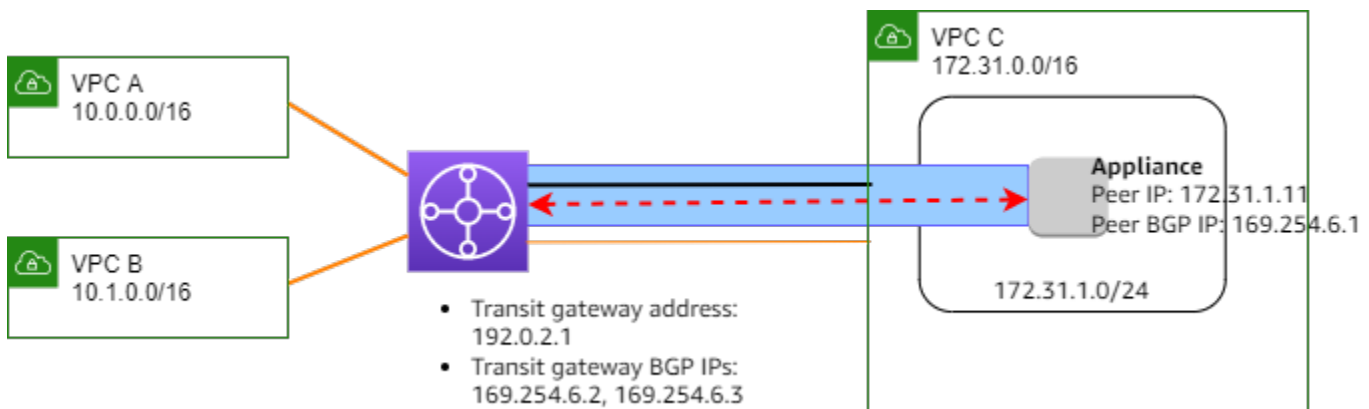 VPC A
10.0.0.0/16
VPC B
10.1.0.0/16
• Transit gateway address:
192.0.2.1
• Transit gateway BGP IPs:
169.254.6.2, 169.254.6.3
VPC C
172.31.0.0/16
Appliance
Peer IP: 172.31.1.11
Peer BGP IP: 169.254.6.1
172.31.1.0/24